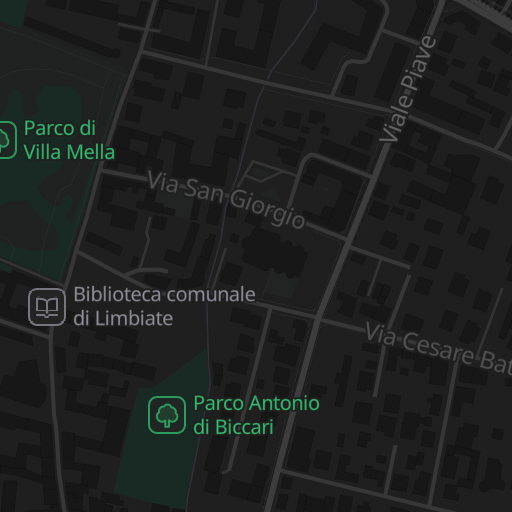 Viale Piave
Parco di
Villa Mella
Via San Giorgio
Biblioteca comunale
di Limbiate
Via Cesare Bat
Parco Antonio
di Biccari